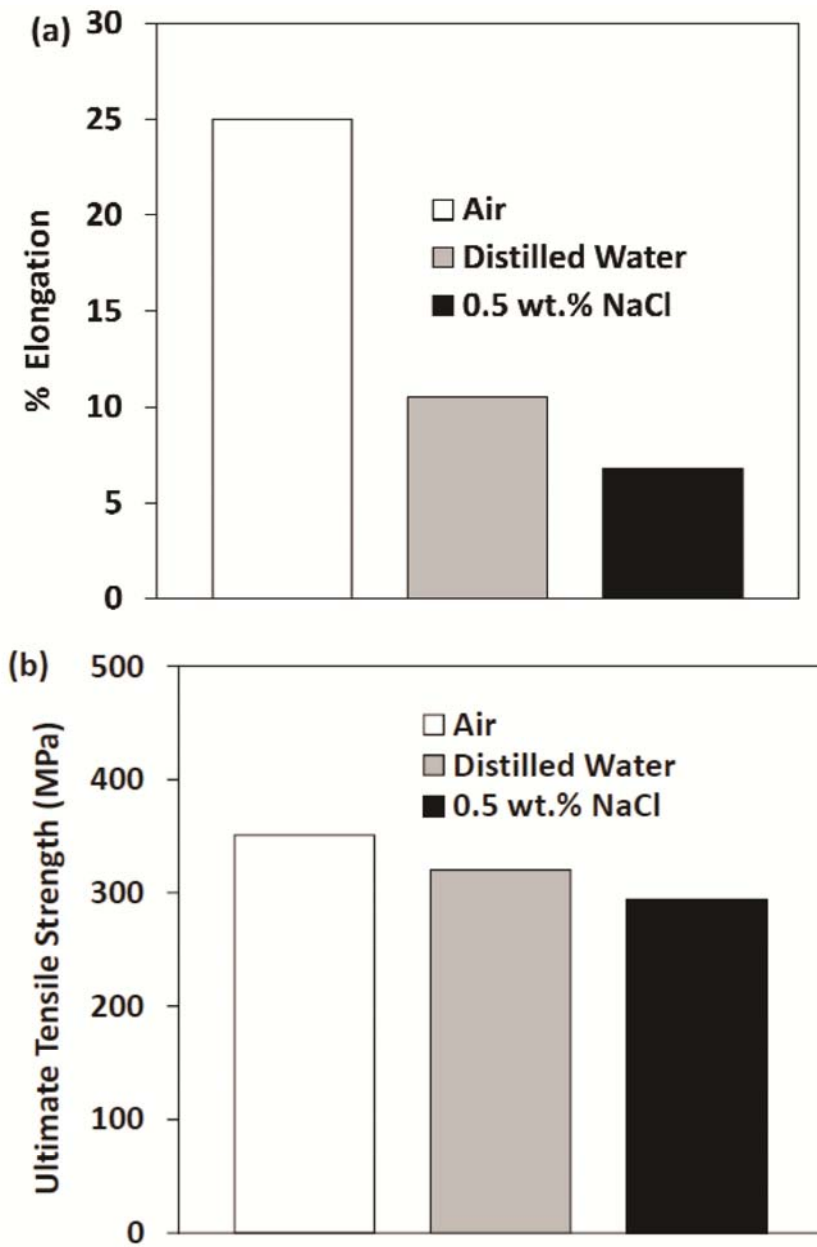 (a)
30
25
20
15
10
5
0
% Elongation
Air
Distilled Water
0.5 wt.% NaCl
(b)
500
400
300
200
100
0
Ultimate Tensile Strength (MPa)
Air
Distilled Water
0.5 wt.% NaCl